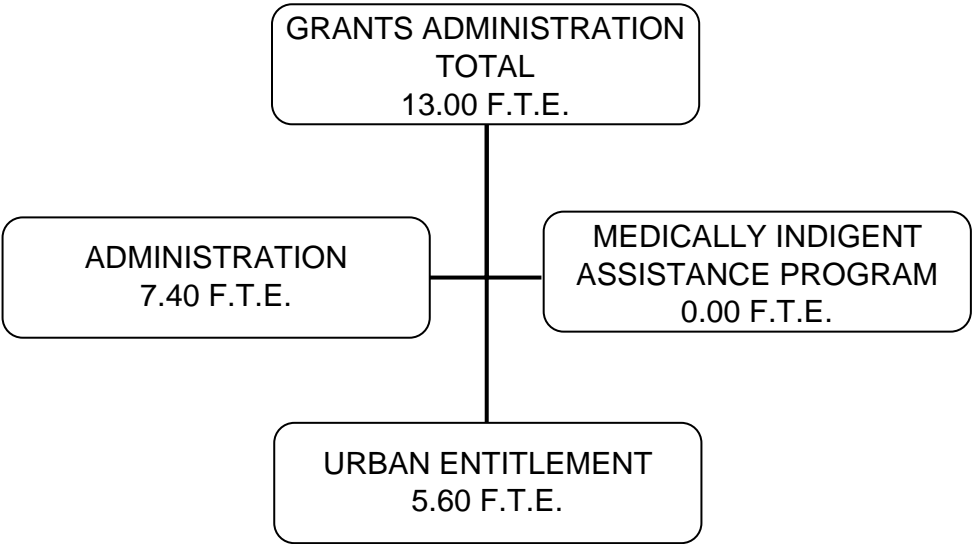 GRANTS ADMINISTRATION
TOTAL
13.00 F.T.E.
ADMINISTRATION
7.40 F.T.E.
MEDICALLY INDIGENT
ASSISTANCE PROGRAM
0.00 F.T.E.
URBAN ENTITLEMENT
5.60 F.T.E.